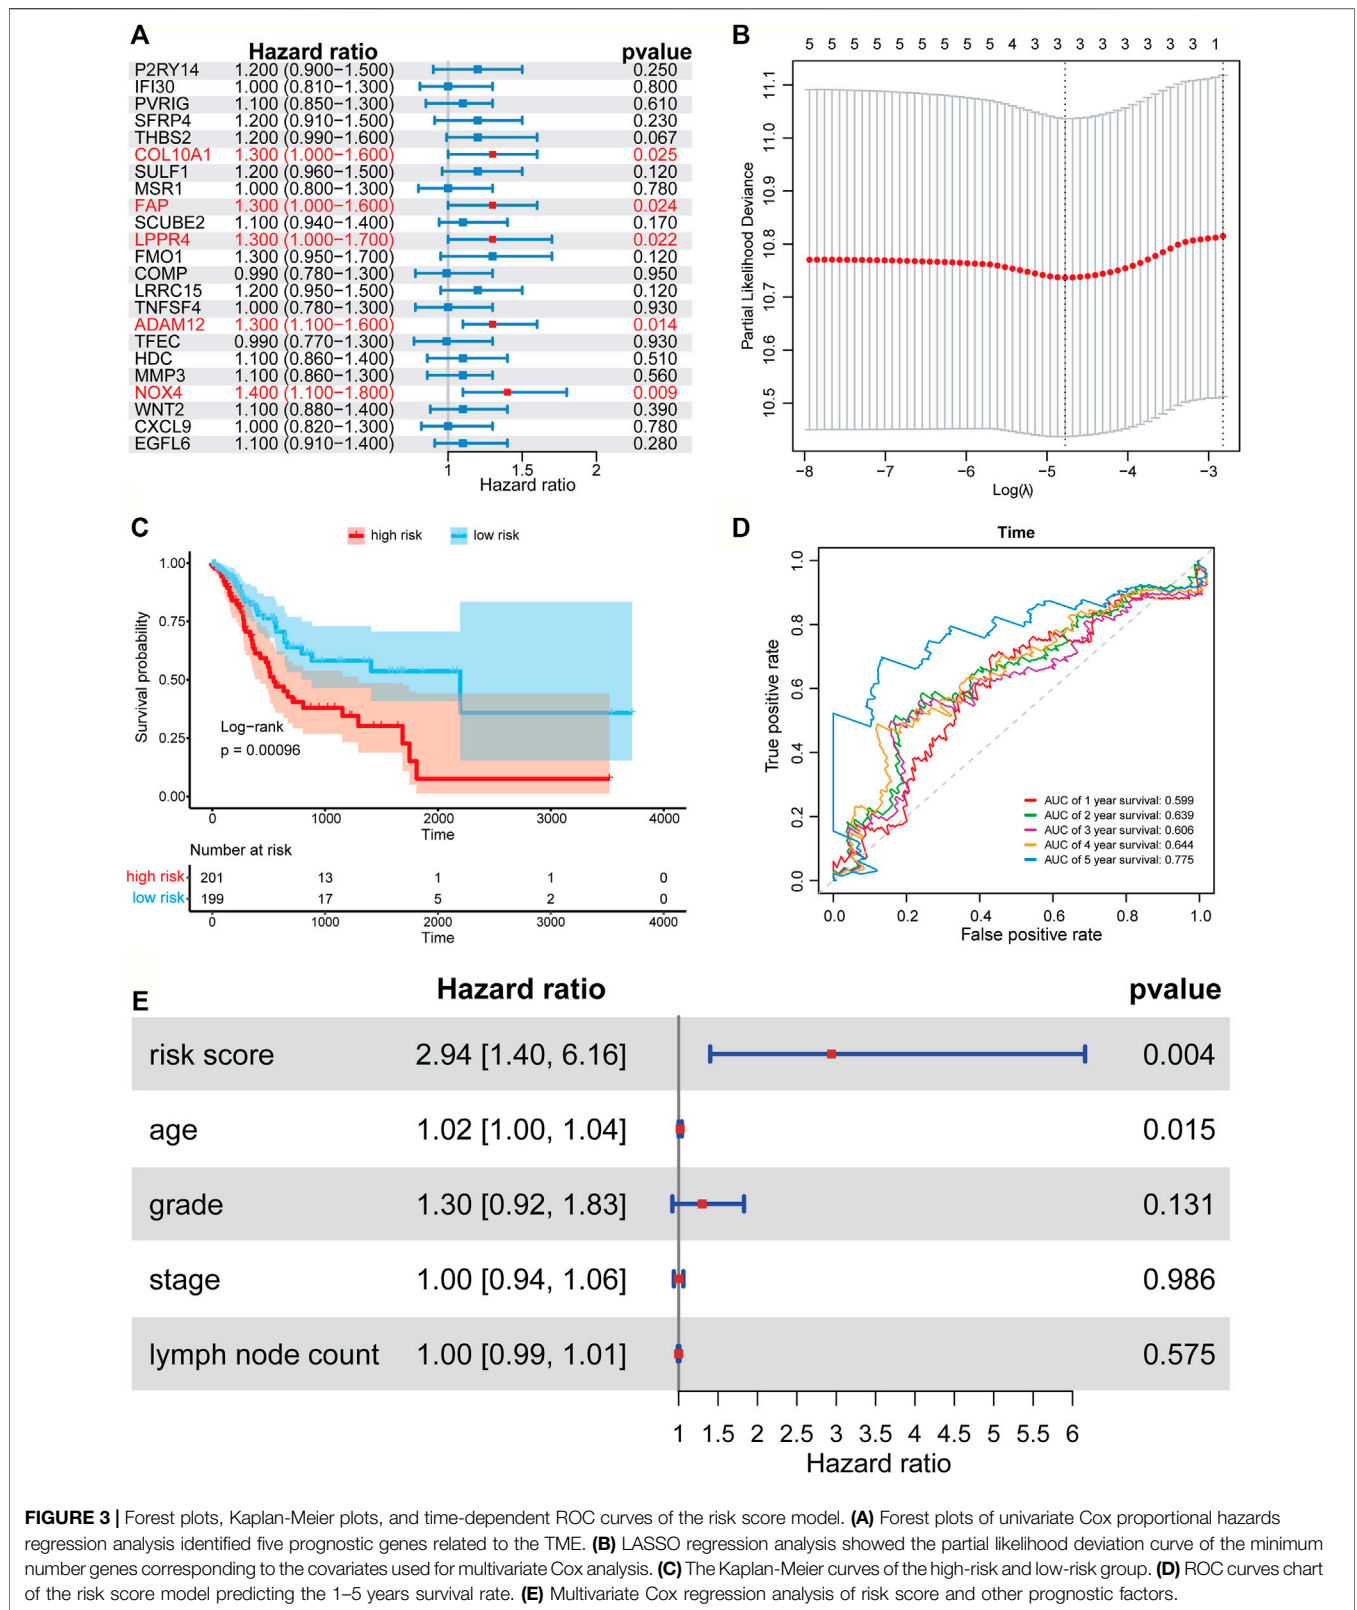 A
Hazard ratio pvalue
P2RY14 1.200 (0.900−1.500) 0.250
IFI30 1.000 (0.810−1.300) 0.800
PVRIG 1.100 (0.850−1.300) 0.610
SFRP4 1.200 (0.910−1.500) 0.230
THBS2 1.200 (0.990−1.600) 0.067
COL10A1 1.300 (1.000−1.600) 0.025
SULF1 1.200 (0.960−1.500) 0.120
MSR1 1.000 (0.800−1.300) 0.780
FAP 1.300 (1.000−1.600) 0.024
SCUBE2 1.100 (0.940−1.400) 0.170
LPPR4 1.300 (1.000−1.700) 0.022
FMO1 1.300 (0.950−1.700) 0.120
COMP 0.990 (0.780−1.300) 0.950
LRRC15 1.200 (0.950−1.500) 0.120
TNFSF4 1.000 (0.780−1.300) 0.930
ADAM12 1.300 (1.100−1.600) 0.014
TFEC 0.990 (0.770−1.300) 0.930
HDC 1.100 (0.860−1.400) 0.510
MMP3 1.100 (0.860−1.300) 0.560
NOX4 1.400 (1.100−1.800) 0.009
WNT2 1.100 (0.880−1.400) 0.390
CXCL9 1.000 (0.820−1.300) 0.780
EGFL6 1.100 (0.910−1.400) 0.280
1 1.5 2
Hazard ratio
B
5 5 5 5 5 5 5 5 5 4 3 3 3 3 3 3 3 3 1
Partial Likelihood Deviance
11.1
11.0
10.9
10.8
10.7
10.6
10.5
−8 −7 −6 −5 −4 −3
Log(λ)
C
high risk low risk
Survival probability
1.00
0.75
0.50
0.25
0.00
Log−rank
p = 0.00096
0 1000 2000 3000 4000
Time
Number at risk
high risk 201 13 1 1 0
low risk 199 17 5 2 0
0 1000 2000 3000 4000
Time
D
Time
True positive rate
1.0
0.8
0.6
0.4
0.2
0.0
AUC of 1 year survival: 0.599
AUC of 2 year survival: 0.639
AUC of 3 year survival: 0.606
AUC of 4 year survival: 0.644
AUC of 5 year survival: 0.775
0.0 0.2 0.4 0.6 0.8 1.0
False positive rate
E
Hazard ratio pvalue
risk score 2.94 [1.40, 6.16] 0.004
age 1.02 [1.00, 1.04] 0.015
grade 1.30 [0.92, 1.83] 0.131
stage 1.00 [0.94, 1.06] 0.986
lymph node count 1.00 [0.99, 1.01] 0.575
1 1.5 2 2.5 3 3.5 4 4.5 5 5.5 6
Hazard ratio
FIGURE 3 | Forest plots, Kaplan-Meier plots, and time-dependent ROC curves of the risk score model. (A) Forest plots of univariate Cox proportional hazards
regression analysis identified five prognostic genes related to the TME. (B) LASSO regression analysis showed the partial likelihood deviation curve of the minimum
number genes corresponding to the covariates used for multivariate Cox analysis. (C) The Kaplan-Meier curves of the high-risk and low-risk group. (D) ROC curves chart
of the risk score model predicting the 1–5 years survival rate. (E) Multivariate Cox regression analysis of risk score and other prognostic factors.